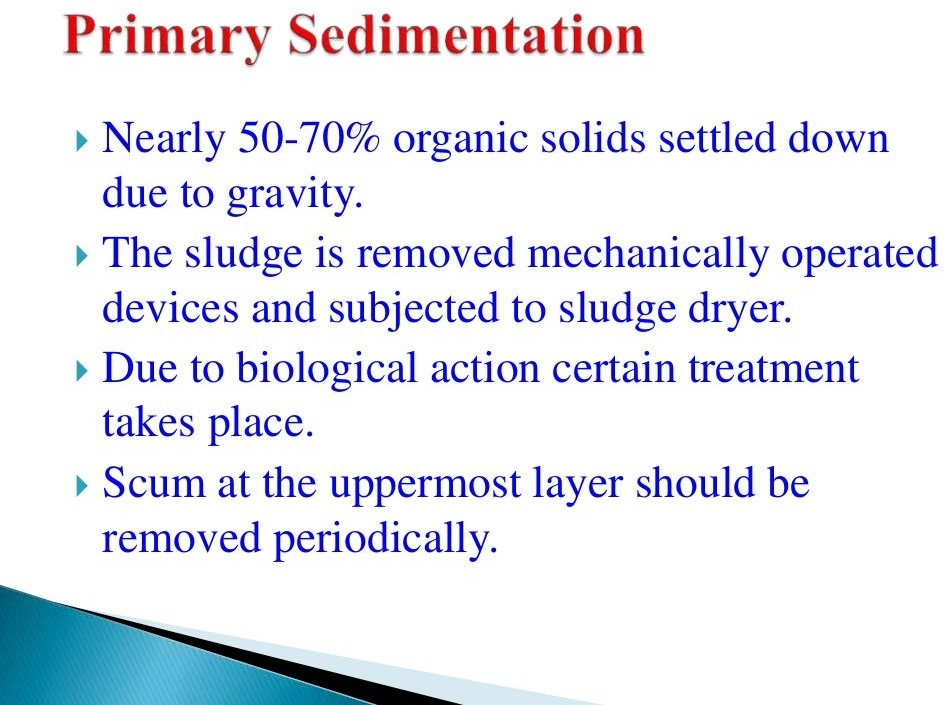 Primary Sedimentation
Nearly 50-70% organic solids settled down
due to gravity.
The sludge is removed mechanically operated
devices and subjected to sludge dryer.
Due to biological action certain treatment
takes place.
Scum at the uppermost layer should be
removed periodically.